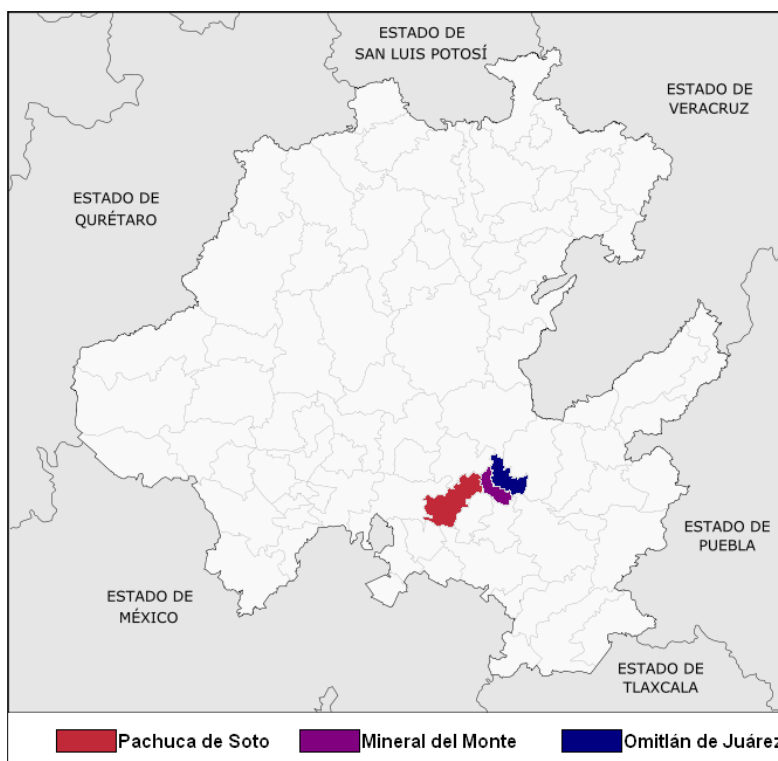 ESTADO DE
SAN LUIS POTOSÍ
ESTADO DE
VERACRUZ
ESTADO DE
QURÉTARO
ESTADO DE
PUEBLA
ESTADO DE
MÉXICO
ESTADO DE
TLAXCALA
Pachuca de Soto
Mineral del Monte
Omitlán de Juárez